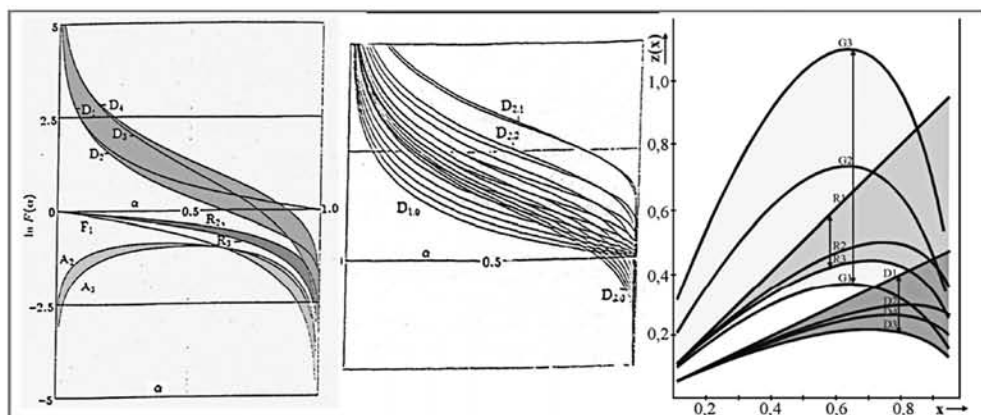 5
D₁
D₄
2.5
D₃
D₂
α
0
0.5
1.0
F₁
R₃
A₂
A₃
-2.5
-5
α
ln F(α)
D₂.₁
D₂.₂
D₁.₀
α
0.5
D₂.₀
z(x)
1,0
0,8
0,6
0,4
0,2
G3
G2
R1
R2
R3
G1
D1
D3
0,2
0,4
0,6
0,8
x